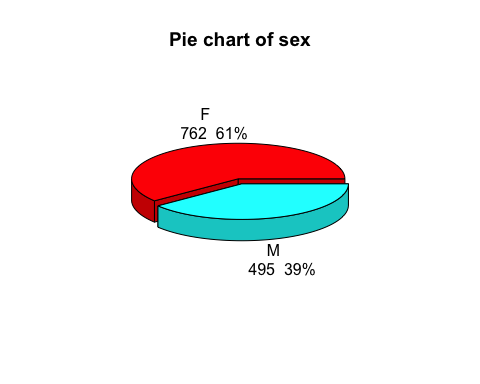 Pie chart of sex
F
762  61%
M
495  39%